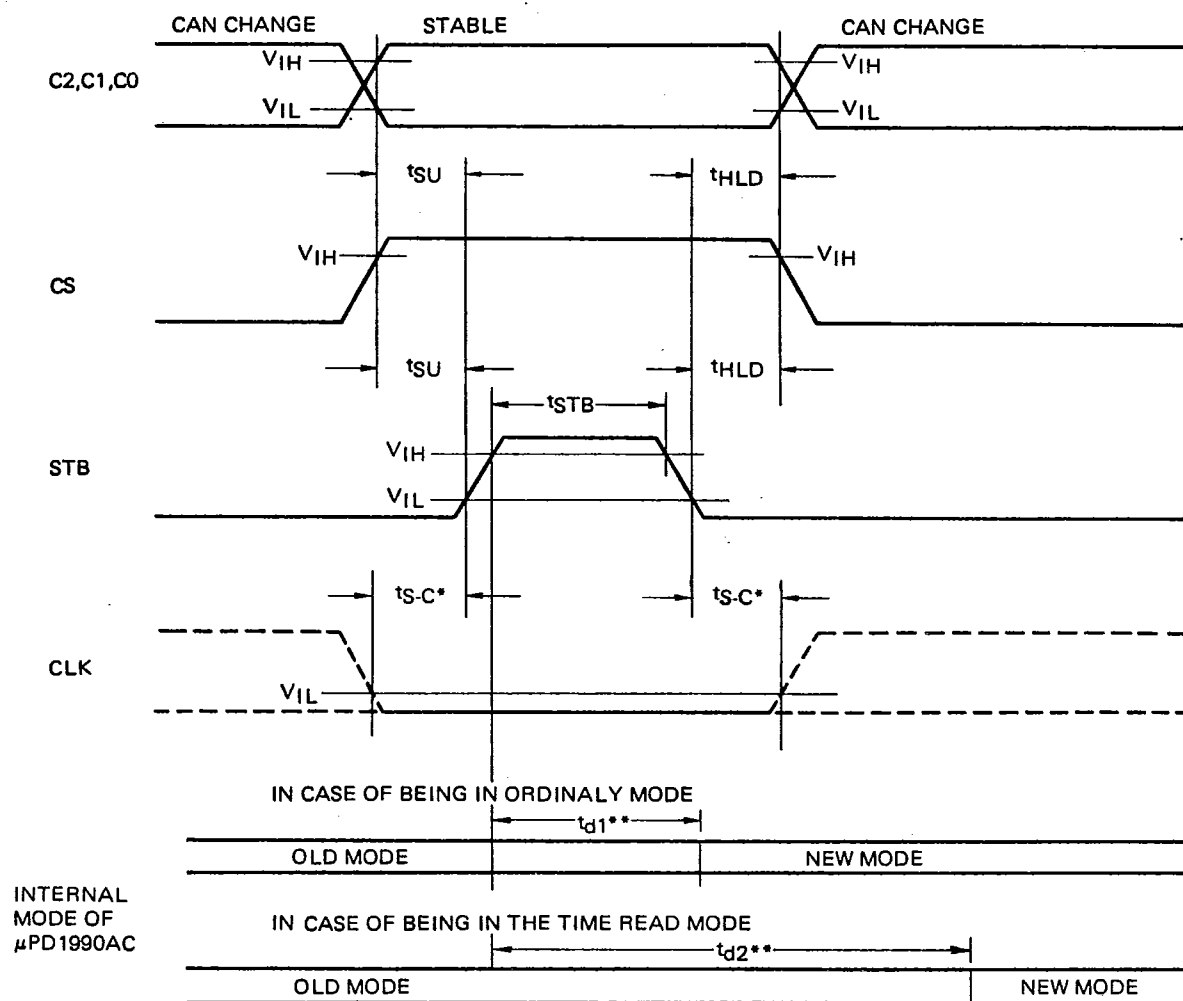 CAN CHANGE STABLE CAN CHANGE
VIH VIH
C2,C1,C0
VIL VIL
tSU tHLD
VIH VIH
CS
tSU tHLD
tSTB
VIH
STB
VIL
tS-C* tS-C*
CLK
VIL
IN CASE OF BEING IN ORDINALY MODE
td1**
OLD MODE NEW MODE
INTERNAL
MODE OF
μPD1990AC
IN CASE OF BEING IN THE TIME READ MODE
td2**
OLD MODE NEW MODE